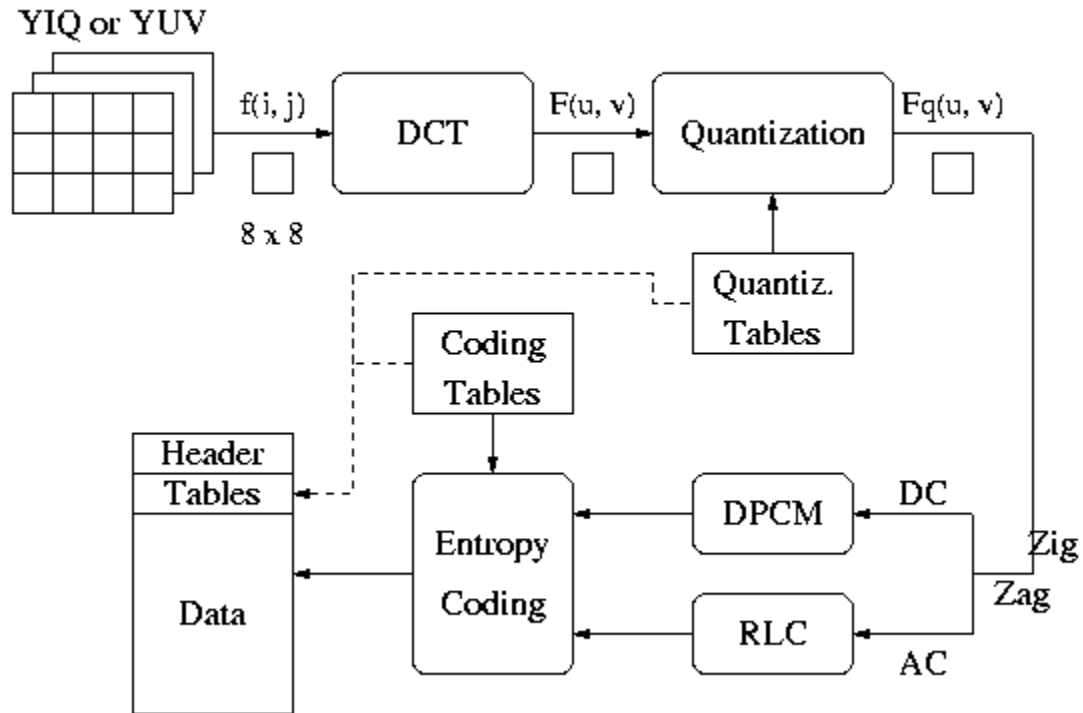 YIQ or YUV
f(i, j)
8 x 8
DCT
F(u, v)
Quantization
Fq(u, v)
Quantiz.
Tables
Coding
Tables
Header
Tables
Data
Entropy
Coding
DPCM
DC
Zig
Zag
RLC
AC